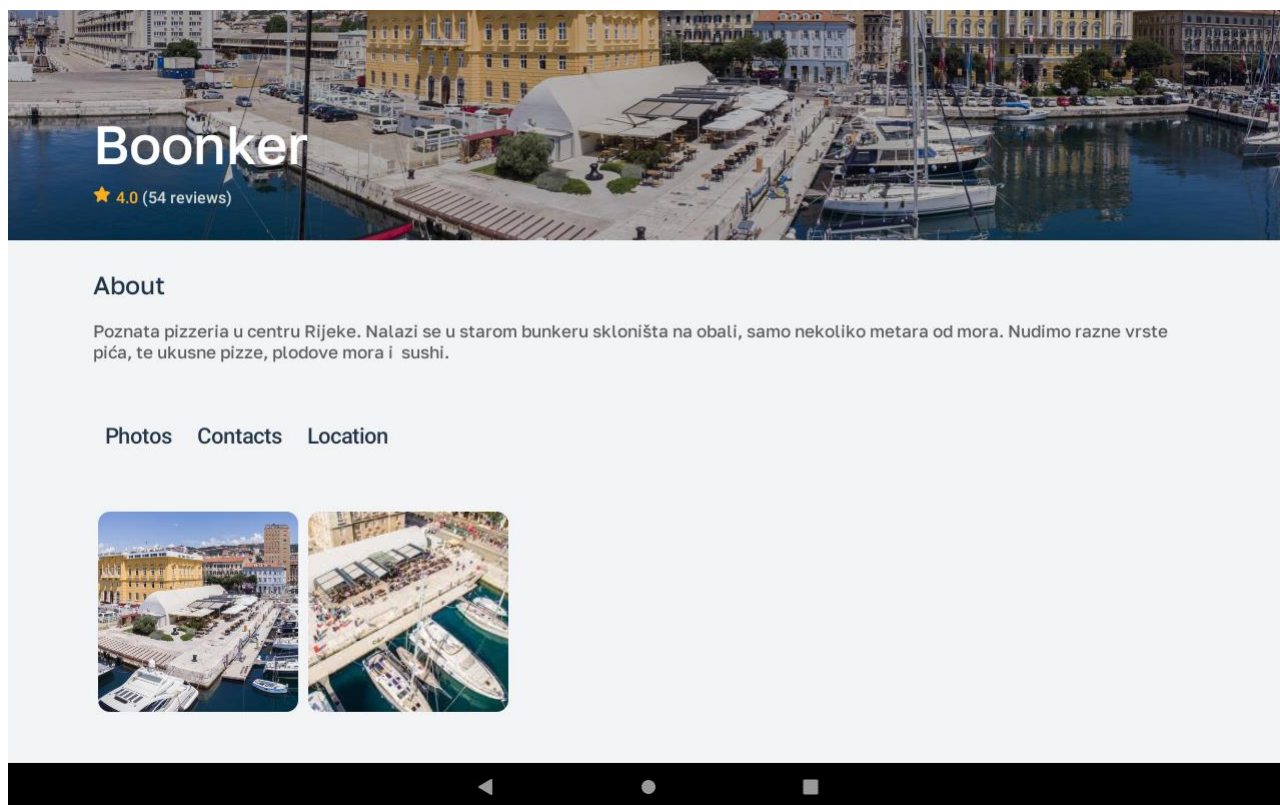 Boonker
4.0 (54 reviews)
About
Poznata pizzeria u centru Rijeke. Nalazi se u starom bunkeru skloništa na obali, samo nekoliko metara od mora. Nudimo razne vrste
pića, te ukusne pizze, plodove mora i  sushi.
Photos Contacts Location